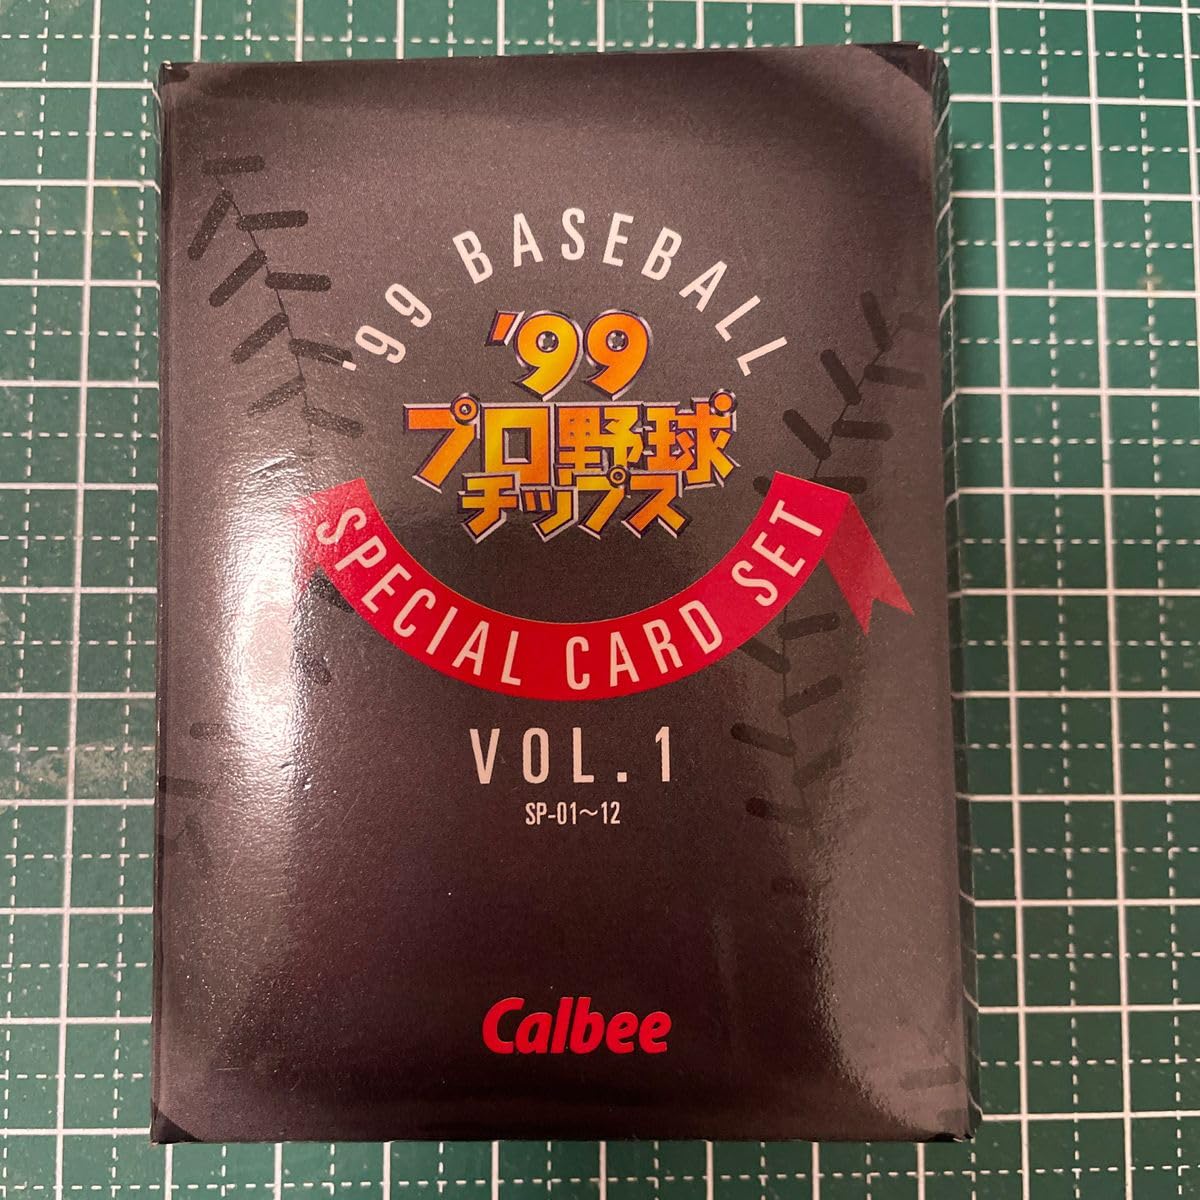 '99 BASEBALL
'99
プロ野球
チップス
SPECIAL CARD SET
VOL.1
SP-01～12
Calbee